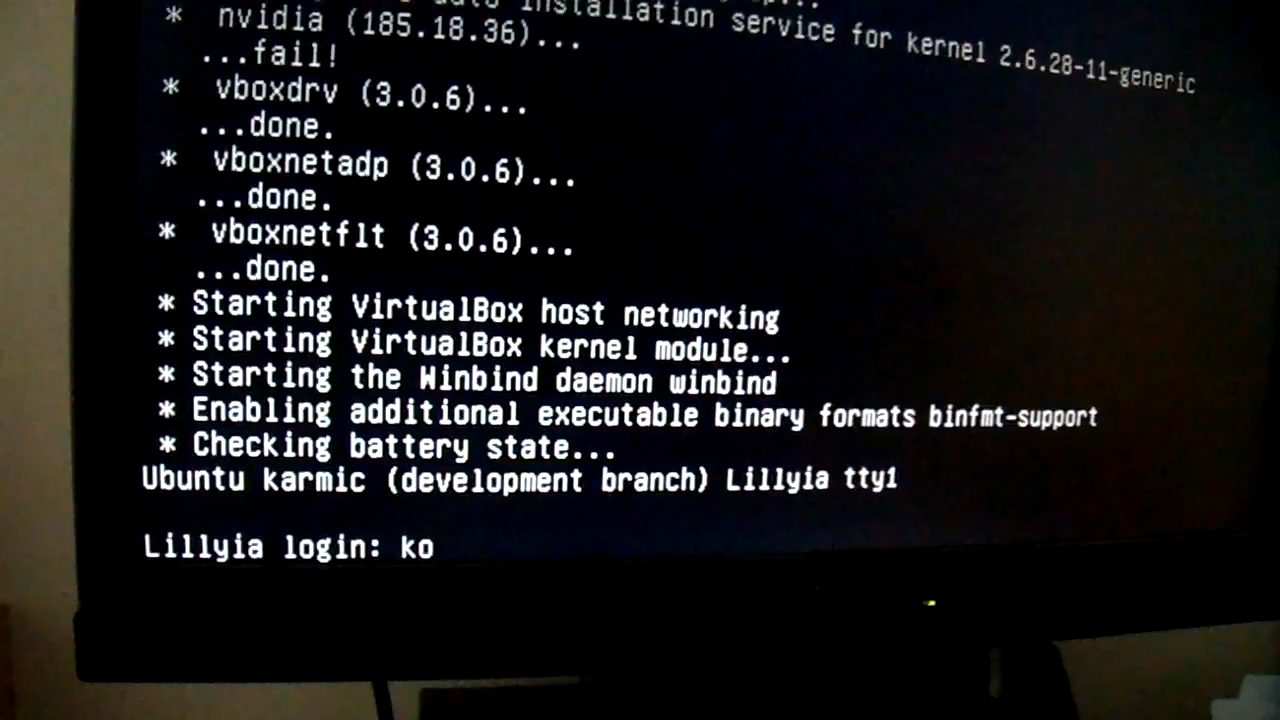 auto installation service for kernel 2.6.28-11-generic
* nvidia (185.18.36)...
...fail!
* vboxdrv (3.0.6)...
...done.
* vboxnetadp (3.0.6)...
...done.
* vboxnetflt (3.0.6)...
...done.
* Starting VirtualBox host networking
* Starting VirtualBox kernel module...
* Starting the Winbind daemon winbind
* Enabling additional executable binary formats binfmt-support
* Checking battery state...
Ubuntu karmic (development branch) Lillyia tty1
Lillyia login: ko